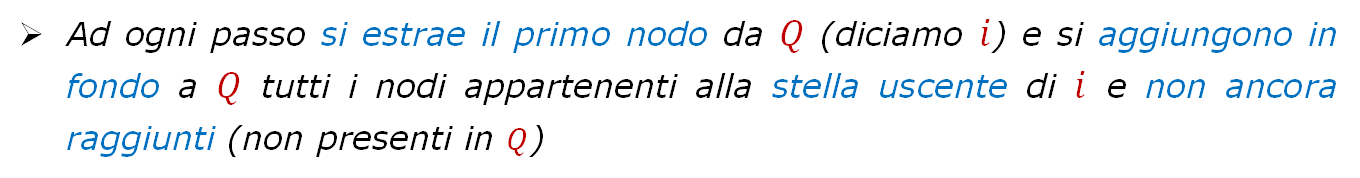 ➢ Ad ogni passo si estrae il primo nodo da Q (diciamo i) e si aggiungono in
fondo a Q tutti i nodi appartenenti alla stella uscente di i e non ancora
raggiunti (non presenti in Q)